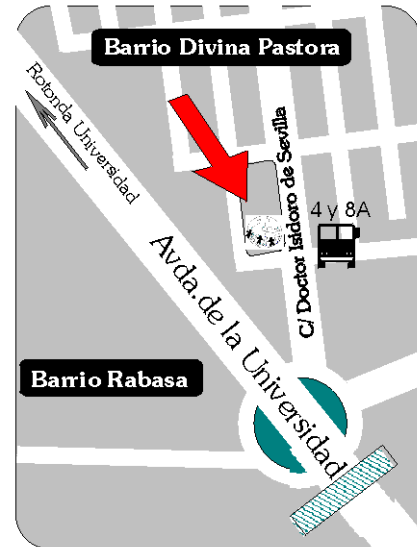 Barrio Divina Pastora
Rotonda Universidad
C/ Doctor Isidoro de Sevilla
4 y 8A
Avda.de la Universidad
Barrio Rabasa